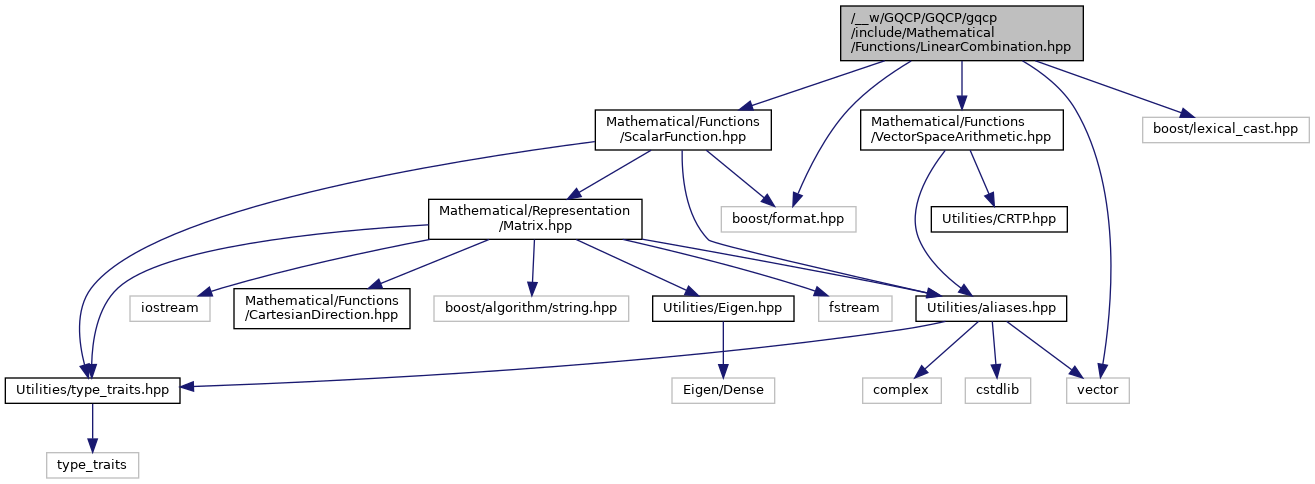 /__w/GQCP/GQCP/gqcp
/include/Mathematical
/Functions/LinearCombination.hpp
Mathematical/Functions
/ScalarFunction.hpp
Mathematical/Functions
/VectorSpaceArithmetic.hpp
boost/lexical_cast.hpp
Mathematical/Representation
/Matrix.hpp
boost/format.hpp
Utilities/CRTP.hpp
iostream
Mathematical/Functions
/CartesianDirection.hpp
boost/algorithm/string.hpp
Utilities/Eigen.hpp
fstream
Utilities/aliases.hpp
Utilities/type_traits.hpp
Eigen/Dense
complex
cstdlib
vector
type_traits